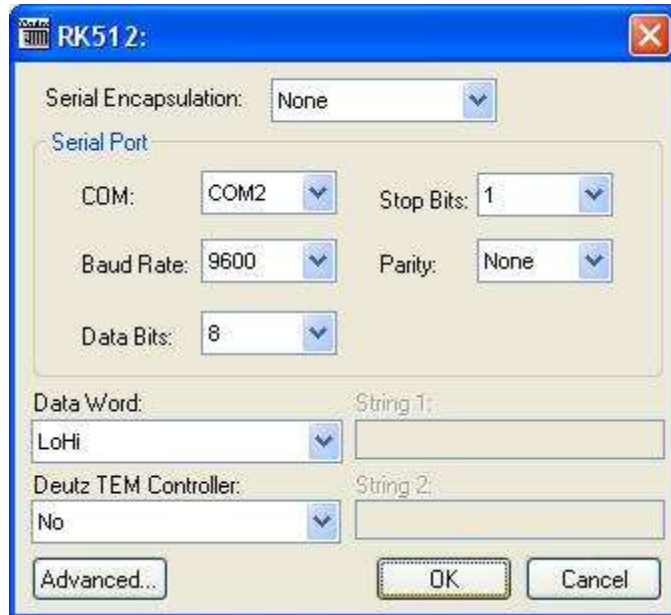 RK512:
Serial Encapsulation: None
Serial Port
COM: COM2 Stop Bits: 1
Baud Rate: 9600 Parity: None
Data Bits: 8
Data Word: String 1:
LoHi
Deutz TEM Controller: String 2:
No
Advanced... OK Cancel